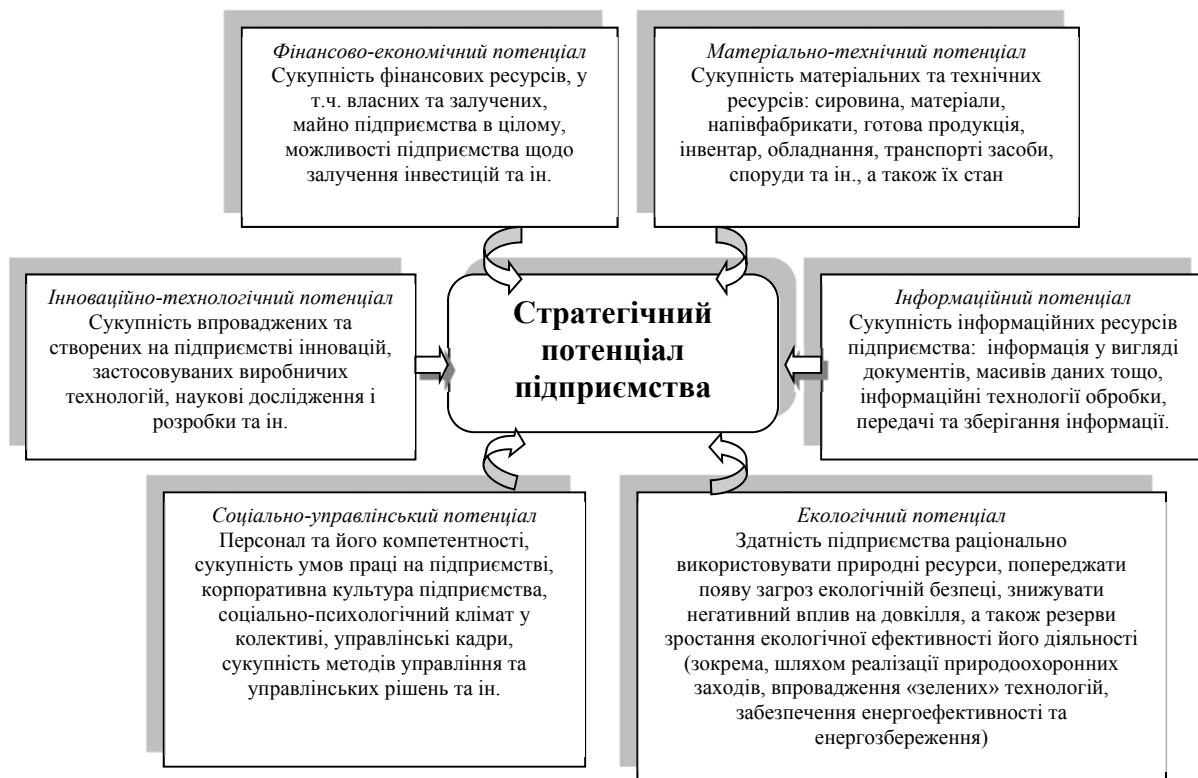 Фінансово-економічний потенціал
Сукупність фінансових ресурсів, у
т.ч. власних та залучених,
майно підприємства в цілому,
можливості підприємства щодо
залучення інвестицій та ін.
Матеріально-технічний потенціал
Сукупність матеріальних та технічних
ресурсів: сировина, матеріали,
напівфабрикати, готова продукція,
інвентар, обладнання, транспорті засоби,
споруди та ін., а також їх стан
Інноваційно-технологічний потенціал
Сукупність впроваджених та
створених на підприємстві інновацій,
застосовуваних виробничих
технологій, наукові дослідження і
розробки та ін.
Стратегічний
потенціал
підприємства
Інформаційний потенціал
Сукупність інформаційних ресурсів
підприємства: інформація у вигляді
документів, масивів даних тощо,
інформаційні технології обробки,
передачі та зберігання інформації.
Соціально-управлінський потенціал
Персонал та його компетентності,
сукупність умов праці на підприємстві,
корпоративна культура підприємства,
соціально-психологічний клімат у
колективі, управлінські кадри,
сукупність методів управління та
управлінських рішень та ін.
Екологічний потенціал
Здатність підприємства раціонально
використовувати природні ресурси, попереджати
появу загроз екологічній безпеці, знижувати
негативний вплив на довкілля, а також резерви
зростання екологічної ефективності його діяльності
(зокрема, шляхом реалізації природоохоронних
заходів, впровадження «зелених» технологій,
забезпечення енергоефективності та
енергозбереження)